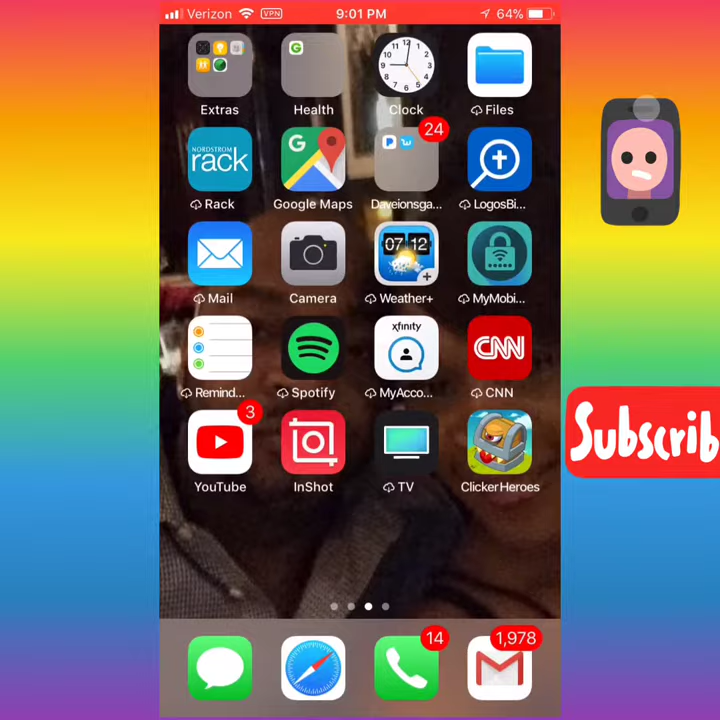 Verizon VPN 9:01 PM 64%
Extras Health Clock Files
24
NORDSTROM
rack G
Rack Google Maps Daveionsga... LogosBi...
07 12
Mail Camera Weather+ MyMobi...
xfinity
CNN
Remind... Spotify MyAcco... CNN
3
YouTube InShot TV ClickerHeroes
14 1,978
Subscrib